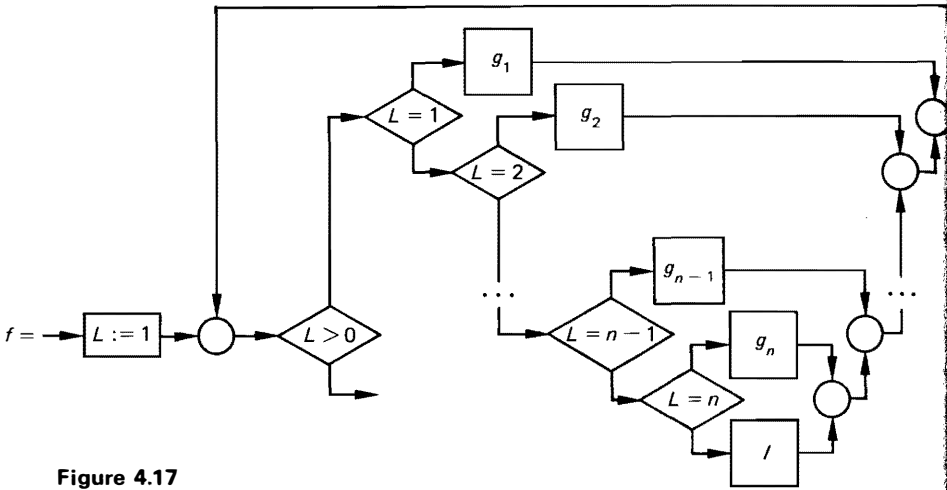 g₁
L = 1
g₂
L = 2
gₙ₋₁
...
...
f =
L := 1
L > 0
L = n − 1
gₙ
L = n
I
Figure 4.17